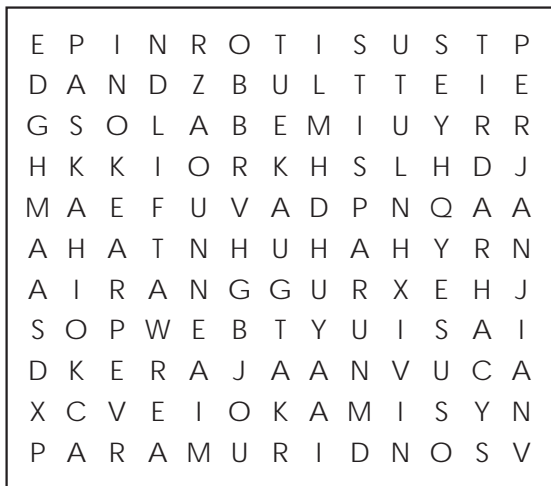 E P I N R O T I S U S T P
D A N D Z B U L T T E I E
G S O L A B E M I U Y R R
H K K I O R K H S L H D J
M A E F U V A D P N Q A A
A H A T N H U H A H Y R N
A I R A N G G U R X E H J
S O P W E B T Y U I S A I
D K E R A J A A N V U C A
X C V E I O K A M I S Y N
P A R A M U R I D N O S V